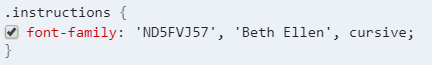 .instructions {
font-family: 'ND5FVJ57', 'Beth Ellen', cursive;
}